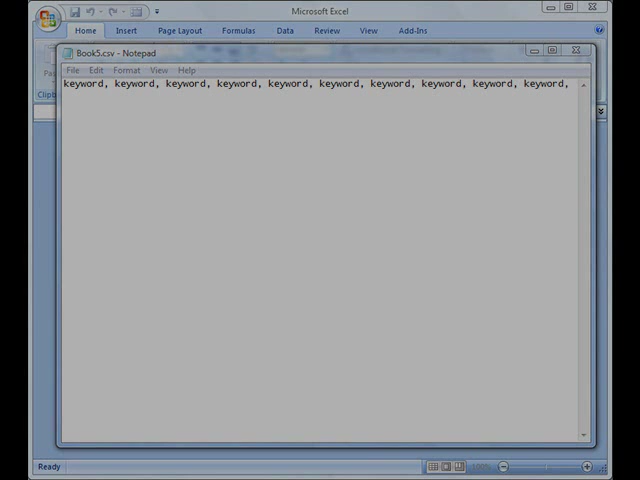 Microsoft Excel
Home Insert Page Layout Formulas Data Review View Add-Ins
Book5.csv - Notepad
File Edit Format View Help
keyword, keyword, keyword, keyword, keyword, keyword, keyword, keyword, keyword, keyword,
Ready 100%